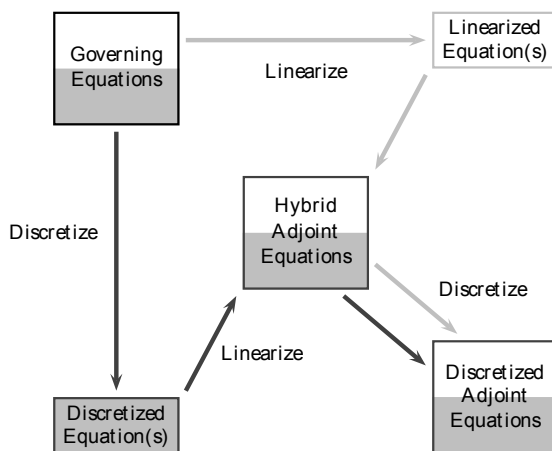 Governing
Equations
Linearized
Equation(s)
Linearize
Hybrid
Adjoint
Equations
Discretize
Discretize
Linearize
Discretized
Adjoint
Equations
Discretized
Equation(s)